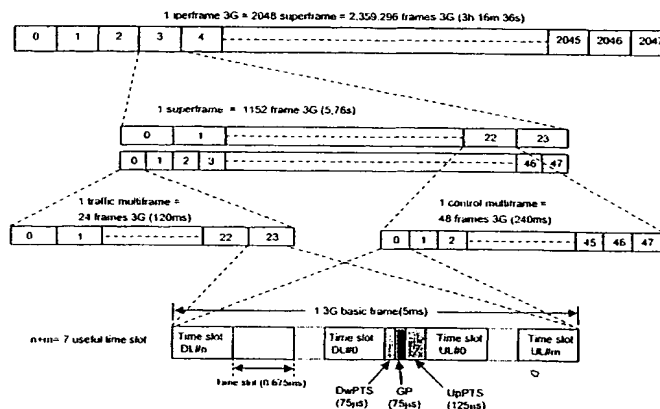 1 iperframe 3G = 2048 superframe = 2.359.296 frames 3G (3h 16m 36s)
0 1 2 3 4 2045 2046 2047
1 superframe = 1152 frame 3G (5,76s)
0 1 22 23
0 1 2 3 46 47
1 traffic multiframe =
24 frames 3G (120ms)
0 1 22 23
1 control multiframe =
48 frames 3G (240ms)
0 1 2 45 46 47
1 3G basic frame(5ms)
n+m= 7 useful time slot
Time slot
DL#n
Time slot
DL#0
Time slot
UL#0
Time slot
UL#m
Time slot (0.675ms)
DwPTS
(75µs)
GP
(75µs)
UpPTS
(125µs)